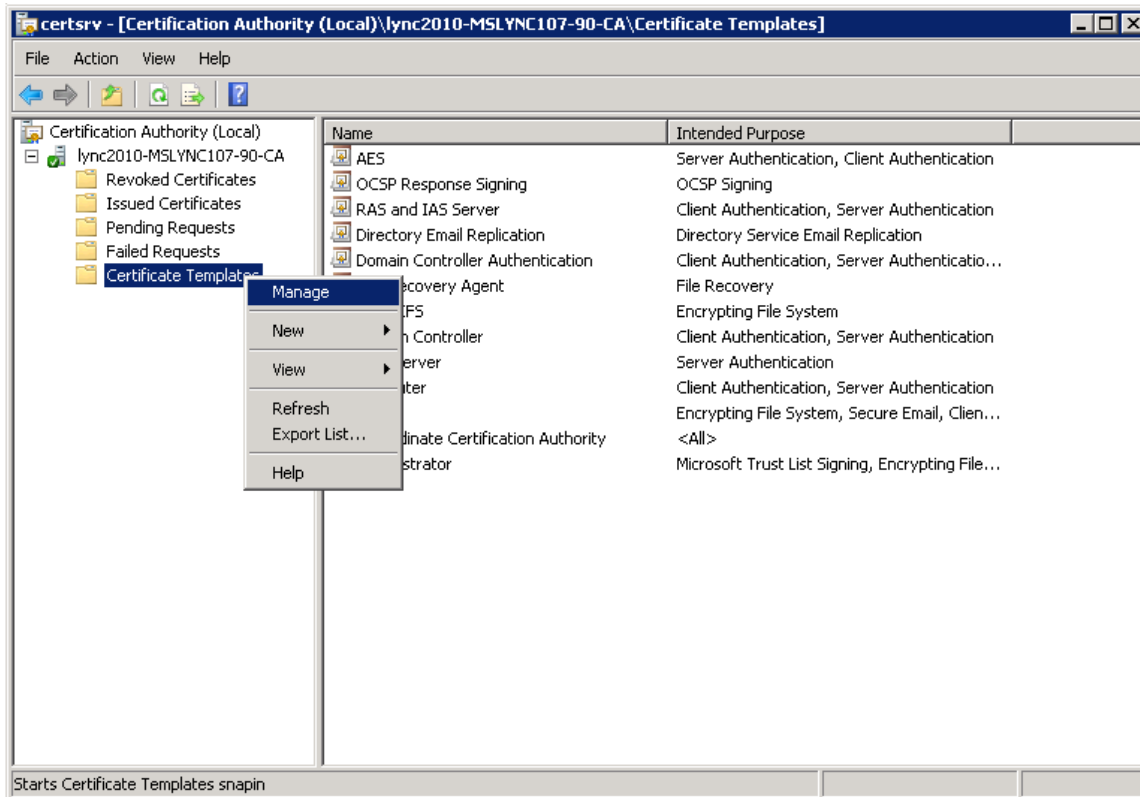 certsrv - [Certification Authority (Local)\lync2010-MSLYNC107-90-CA\Certificate Templates]
File Action View Help
Certification Authority (Local)
lync2010-MSLYNC107-90-CA
Revoked Certificates
Issued Certificates
Pending Requests
Failed Requests
Certificate Templates
Manage
New
View
Refresh
Export List...
Help
Name Intended Purpose
AES Server Authentication, Client Authentication
OCSP Response Signing OCSP Signing
RAS and IAS Server Client Authentication, Server Authentication
Directory Email Replication Directory Service Email Replication
Domain Controller Authentication Client Authentication, Server Authenticatio...
ecovery Agent File Recovery
EFS Encrypting File System
n Controller Client Authentication, Server Authentication
erver Server Authentication
uter Client Authentication, Server Authentication
Encrypting File System, Secure Email, Clien...
dinate Certification Authority <All>
strator Microsoft Trust List Signing, Encrypting File...
Starts Certificate Templates snapin